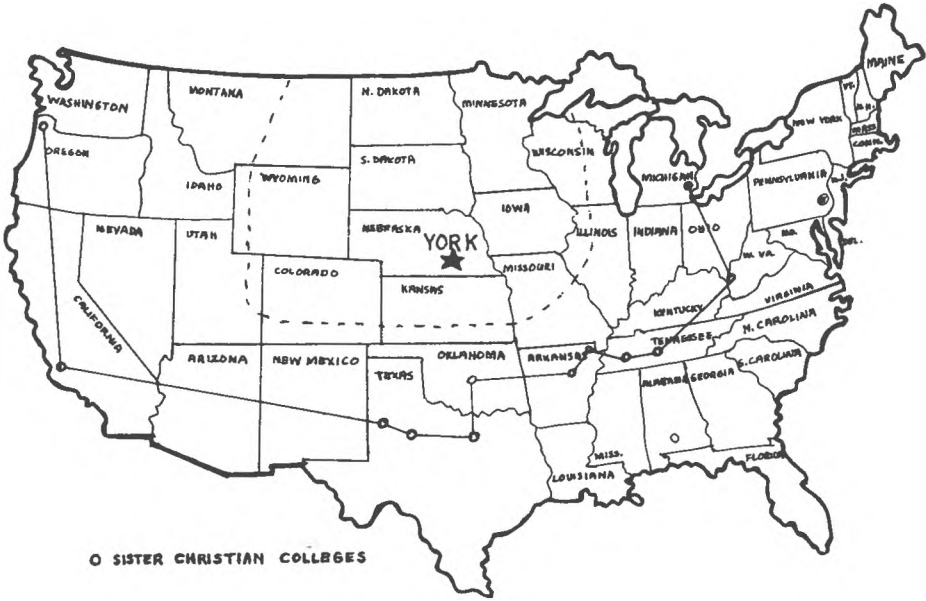 MAINE
WASHINGTON
MONTANA
N. DAKOTA
MINNESOTA
VT.
N.H.
NEW YORK
MASS
CONN.
OREGON
IDAHO
WYOMING
S. DAKOTA
WISCONSIN
MICHIGAN
PENNSYLVANIA
N.J.
NEVADA
UTAH
NEBRASKA
YORK
IOWA
ILLINOIS
INDIANA
OHIO
MD.
DEL.
W. VA.
COLORADO
KANSAS
MISSOURI
CALIFORNIA
KENTUCKY
VIRGINIA
ARIZONA
NEW MEXICO
TEXAS
OKLAHOMA
ARKANSAS
TENNESSEE
N. CAROLINA
S. CAROLINA
ALABAMA
GEORGIA
MISS.
LOUISIANA
FLORIDA
O SISTER CHRISTIAN COLLEGES